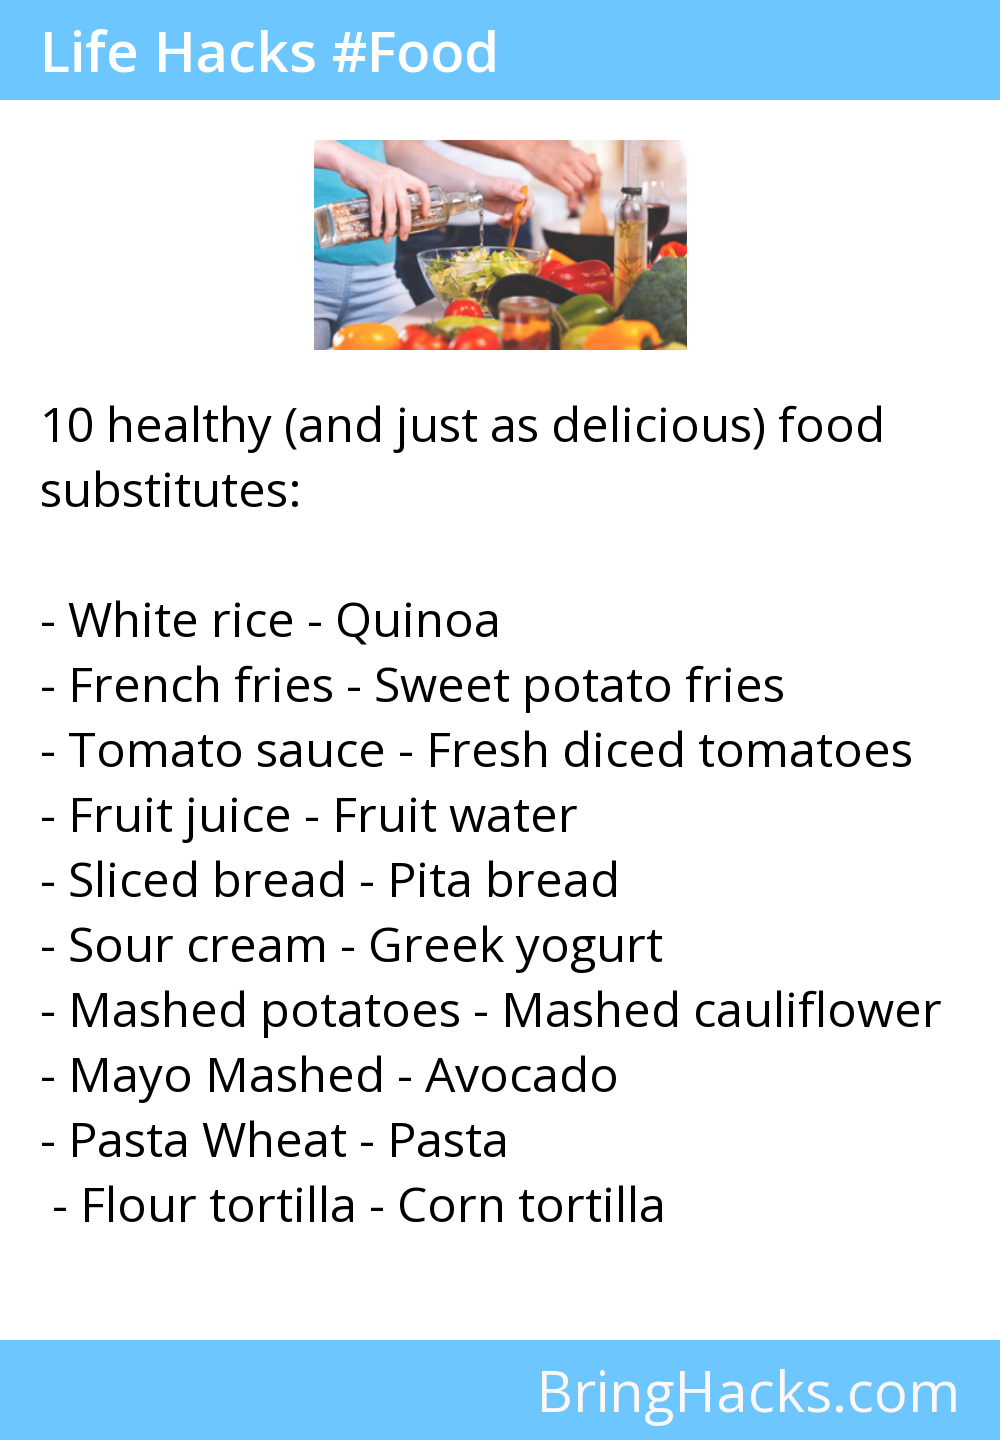 Life Hacks #Food
10 healthy (and just as delicious) food
substitutes:
- White rice - Quinoa
- French fries - Sweet potato fries
- Tomato sauce - Fresh diced tomatoes
- Fruit juice - Fruit water
- Sliced bread - Pita bread
- Sour cream - Greek yogurt
- Mashed potatoes - Mashed cauliflower
- Mayo Mashed - Avocado
- Pasta Wheat - Pasta
- Flour tortilla - Corn tortilla
BringHacks.com